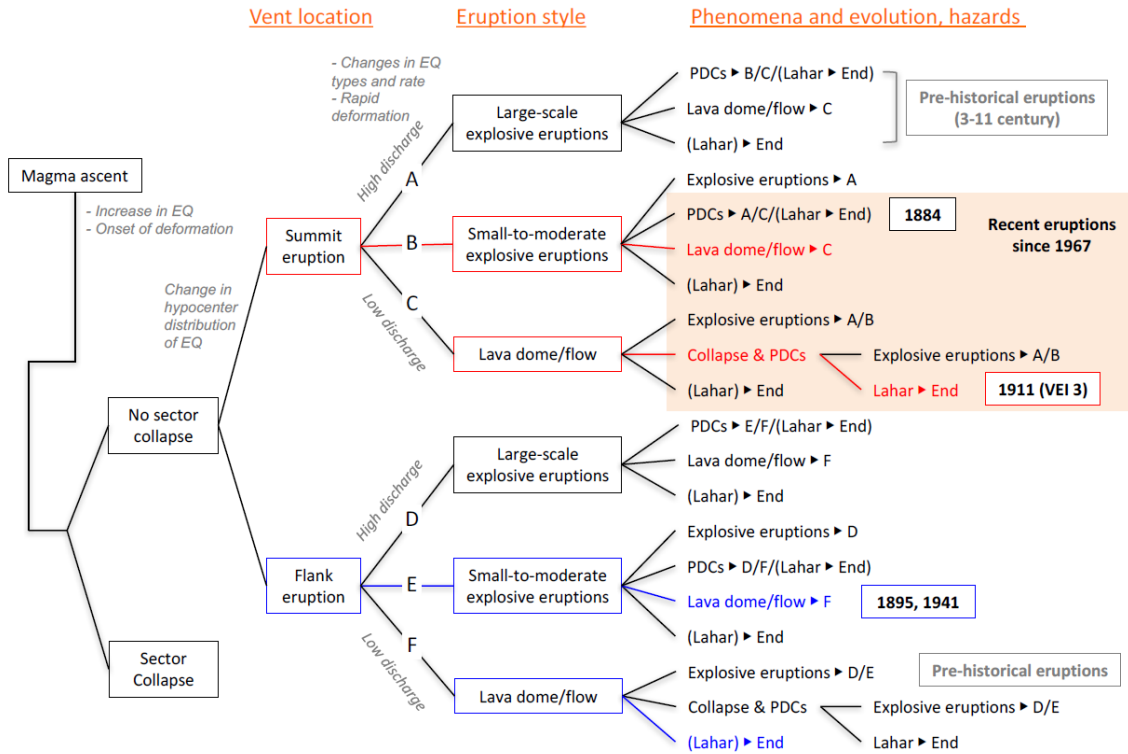 Vent location
Eruption style
Phenomena and evolution, hazards
- Changes in EQ
types and rate
- Rapid
deformation
High discharge
A
Large-scale
explosive eruptions
PDCs ▶ B/C/(Lahar ▶ End)
Lava dome/flow ▶ C
(Lahar) ▶ End
Pre-historical eruptions
(3-11 century)
Magma ascent
- Increase in EQ
- Onset of deformation
Change in
hypocenter
distribution
of EQ
Summit
eruption
B
Small-to-moderate
explosive eruptions
Explosive eruptions ▶ A
PDCs ▶ A/C/(Lahar ▶ End)
1884
Lava dome/flow ▶ C
(Lahar) ▶ End
Recent eruptions
since 1967
C
Low discharge
Lava dome/flow
Explosive eruptions ▶ A/B
Collapse & PDCs
Explosive eruptions ▶ A/B
Lahar ▶ End
1911 (VEI 3)
(Lahar) ▶ End
No sector
collapse
High discharge
D
Large-scale
explosive eruptions
PDCs ▶ E/F/(Lahar ▶ End)
Lava dome/flow ▶ F
(Lahar) ▶ End
Flank
eruption
E
Small-to-moderate
explosive eruptions
Explosive eruptions ▶ D
PDCs ▶ D/F/(Lahar ▶ End)
Lava dome/flow ▶ F
1895, 1941
(Lahar) ▶ End
Sector
Collapse
F
Low discharge
Lava dome/flow
Explosive eruptions ▶ D/E
Pre-historical eruptions
Collapse & PDCs
Explosive eruptions ▶ D/E
Lahar ▶ End
(Lahar) ▶ End